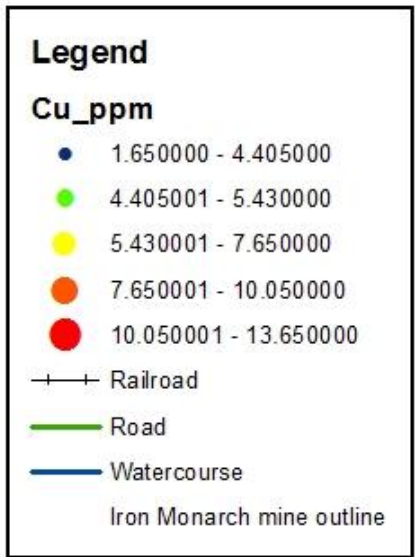 Legend
Cu_ppm
1.650000 - 4.405000
4.405001 - 5.430000
5.430001 - 7.650000
7.650001 - 10.050000
10.050001 - 13.650000
Railroad
Road
Watercourse
Iron Monarch mine outline